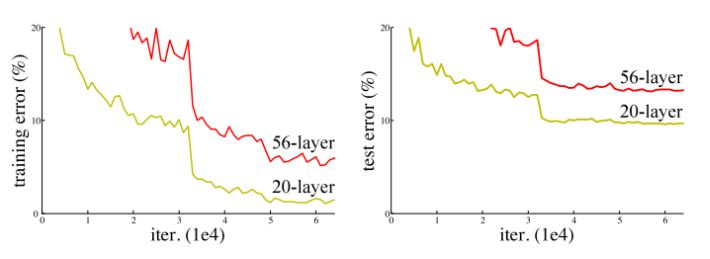 20
10
0
training error (%)
56-layer
20-layer
0 1 2 3 4 5 6
iter. (1e4)
20
10
0
test error (%)
56-layer
20-layer
0 1 2 3 4 5 6
iter. (1e4)